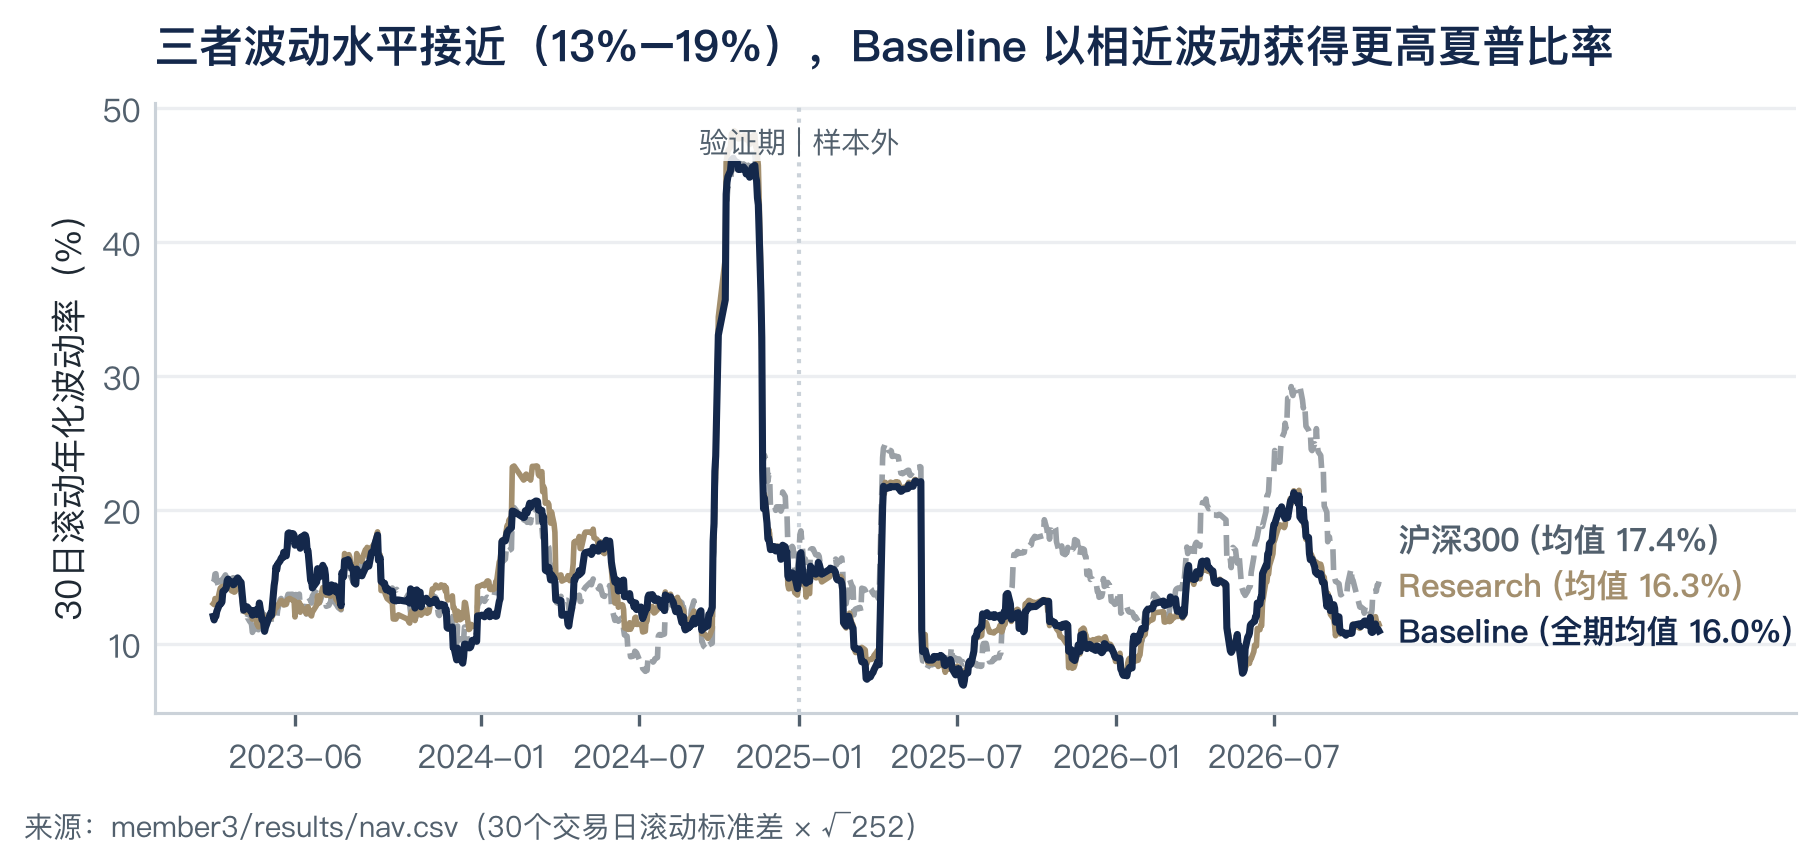 三者波动水平接近（13%–19%），Baseline 以相近波动获得更高夏普比率
50
40
30
20
10
30日滚动年化波动率（%）
验证期 | 样本外
沪深300 (均值 17.4%)
Research (均值 16.3%)
Baseline (全期均值 16.0%)
2023–06
2024–01
2024–07
2025–01
2025–07
2026–01
2026–07
来源：member3/results/nav.csv（30个交易日滚动标准差 × √252）